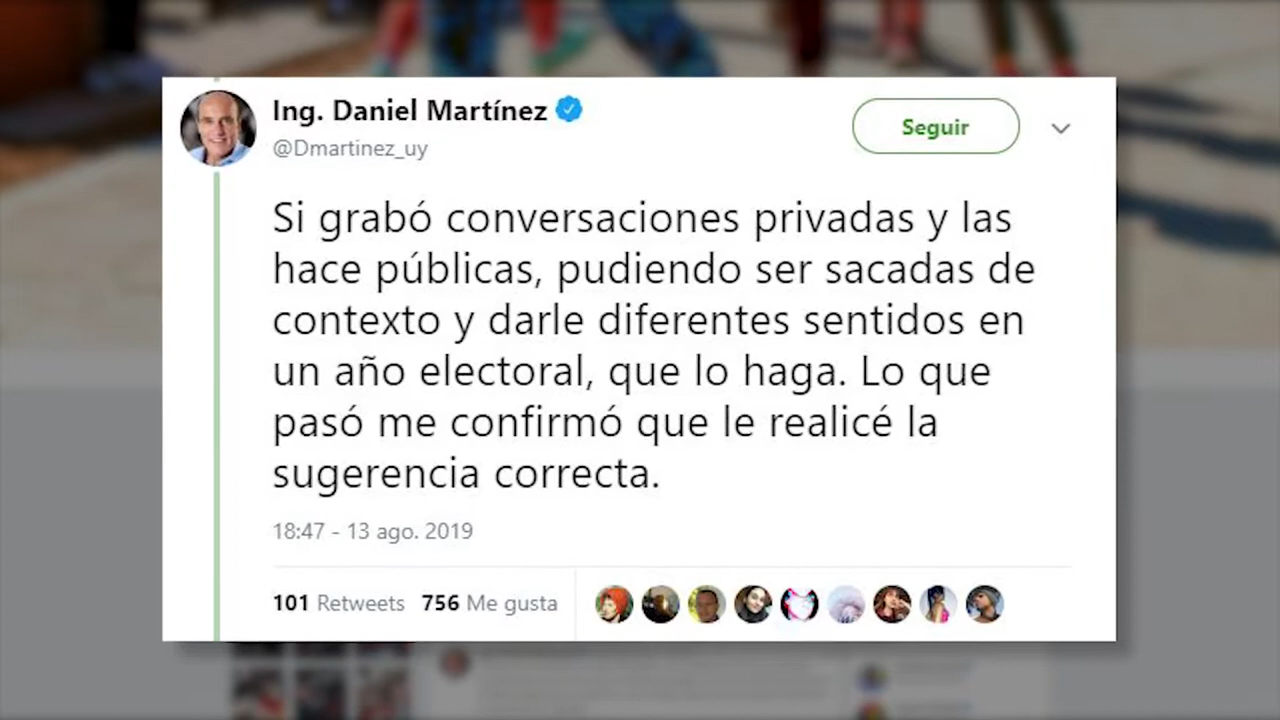 Ing. Daniel Martínez
@Dmartinez_uy
Seguir
Si grabó conversaciones privadas y las
hace públicas, pudiendo ser sacadas de
contexto y darle diferentes sentidos en
un año electoral, que lo haga. Lo que
pasó me confirmó que le realicé la
sugerencia correcta.
18:47 - 13 ago. 2019
101 Retweets 756 Me gusta